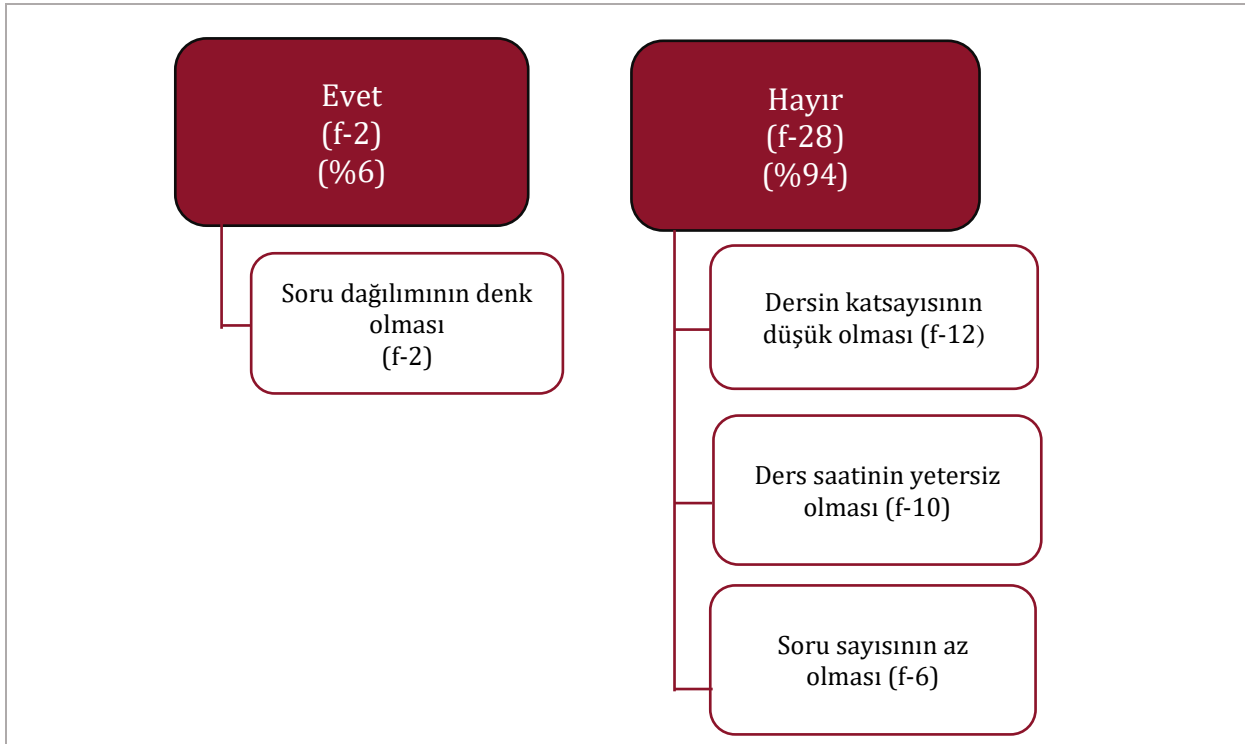 Evet
(f-2)
(%6)
Soru dağılımının denk
olması
(f-2)
Hayır
(f-28)
(%94)
Dersin katsayısının
düşük olması (f-12)
Ders saatinin yetersiz
olması (f-10)
Soru sayısının az
olması (f-6)